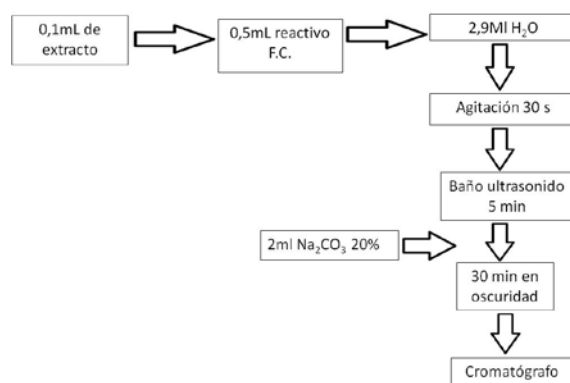 0,1mL de
extracto
0,5mL reactivo
F.C.
2,9Ml H₂O
Agitación 30 s
Baño ultrasonido
5 min
2ml Na₂CO₃ 20%
30 min en
oscuridad
Cromatógrafo